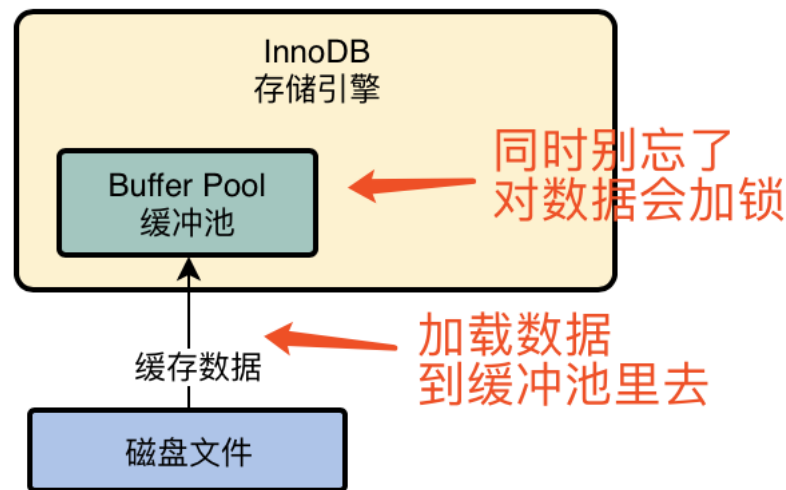 InnoDB
存储引擎
同时别忘了
对数据会加锁
Buffer Pool
缓冲池
加载数据
到缓冲池里去
缓存数据
磁盘文件